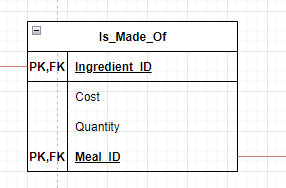 Is_Made_Of
PK,FK Ingredient_ID
Cost
Quantity
PK,FK Meal_ID